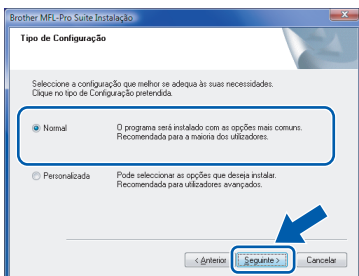 Brother MFL-Pro Suite Instalação
Tipo de Configuração
Seleccione a configuração que melhor se adequa às suas necessidades.
Clique no tipo de Configuração pretendida.
Normal
O programa será instalado com as opções mais comuns.
Recomendada para a maioria dos utilizadores.
Personalizada
Pode seleccionar as opções que deseja instalar.
Recomendada para utilizadores avançados.
< Anterior
Seguinte >
Cancelar